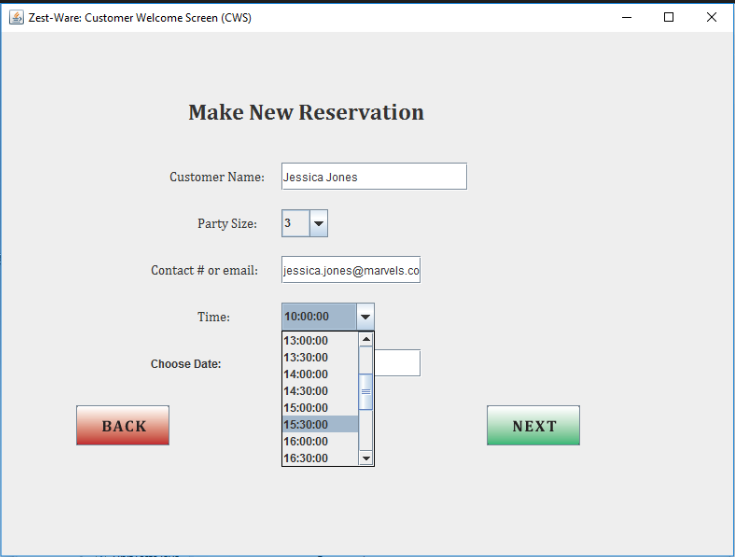 Zest-Ware: Customer Welcome Screen (CWS)
Make New Reservation
Customer Name: Jessica Jones
Party Size: 3
Contact # or email: jessica.jones@marvels.co
Time: 10:00:00
13:00:00
13:30:00
Choose Date:
14:00:00
14:30:00
15:00:00
15:30:00
16:00:00
16:30:00
BACK
NEXT